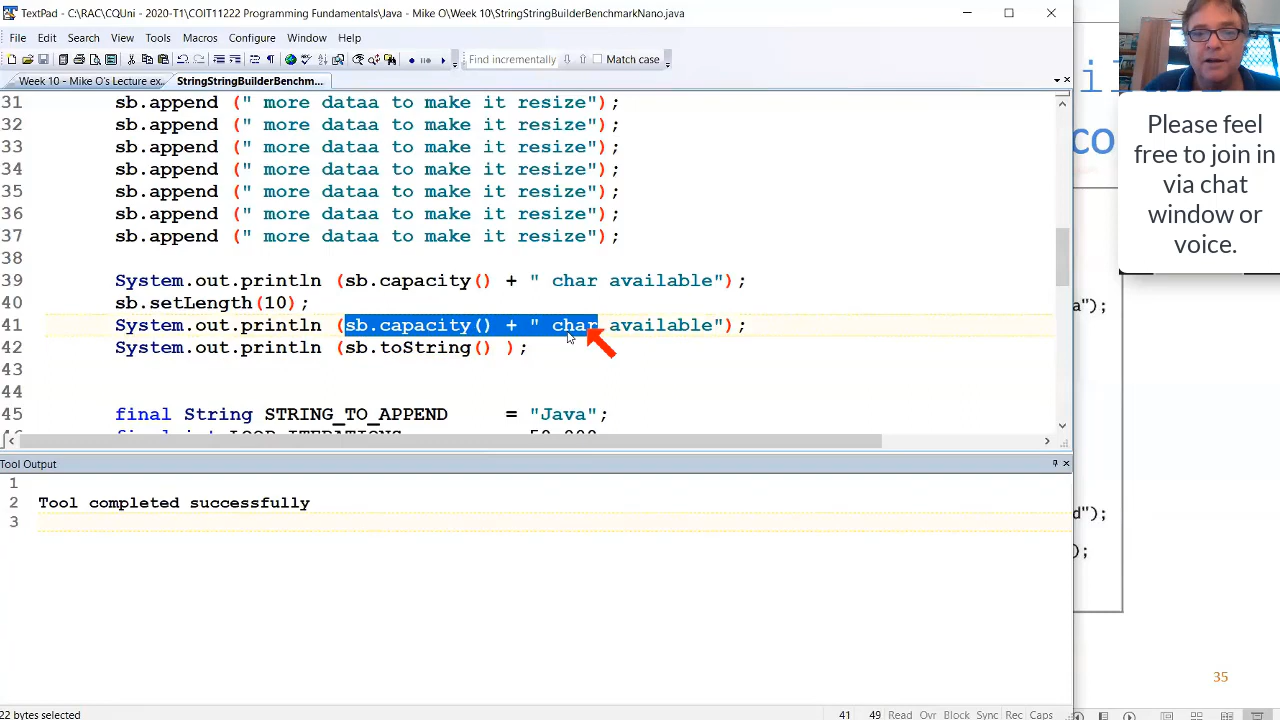 TextPad - C:\RAC\CQUni - 2020-T1\COIT11222 Programming Fundamentals\Java - Mike O\Week 10\StringStringBuilderBenchmarkNano.java
File Edit Search View Tools Macros Configure Window Help
Find incrementally Match case
Week 10 - Mike O's Lecture ex... StringStringBuilderBenchm...
31 sb.append (" more dataa to make it resize");
32 sb.append (" more dataa to make it resize");
33 sb.append (" more dataa to make it resize");
34 sb.append (" more dataa to make it resize");
35 sb.append (" more dataa to make it resize");
36 sb.append (" more dataa to make it resize");
37 sb.append (" more dataa to make it resize");
38
39 System.out.println (sb.capacity() + " char available");
40 sb.setLength(10);
41 System.out.println (sb.capacity() + " char available");
42 System.out.println (sb.toString() );
43
44
45 final String STRING_TO_APPEND = "Java";
Tool Output
1
2 Tool completed successfully
3
22 bytes selected
41 49 Read Ovr Block Sync Rec Caps
Please feel
free to join in
via chat
window or
voice.
co
a");
d");
);
35